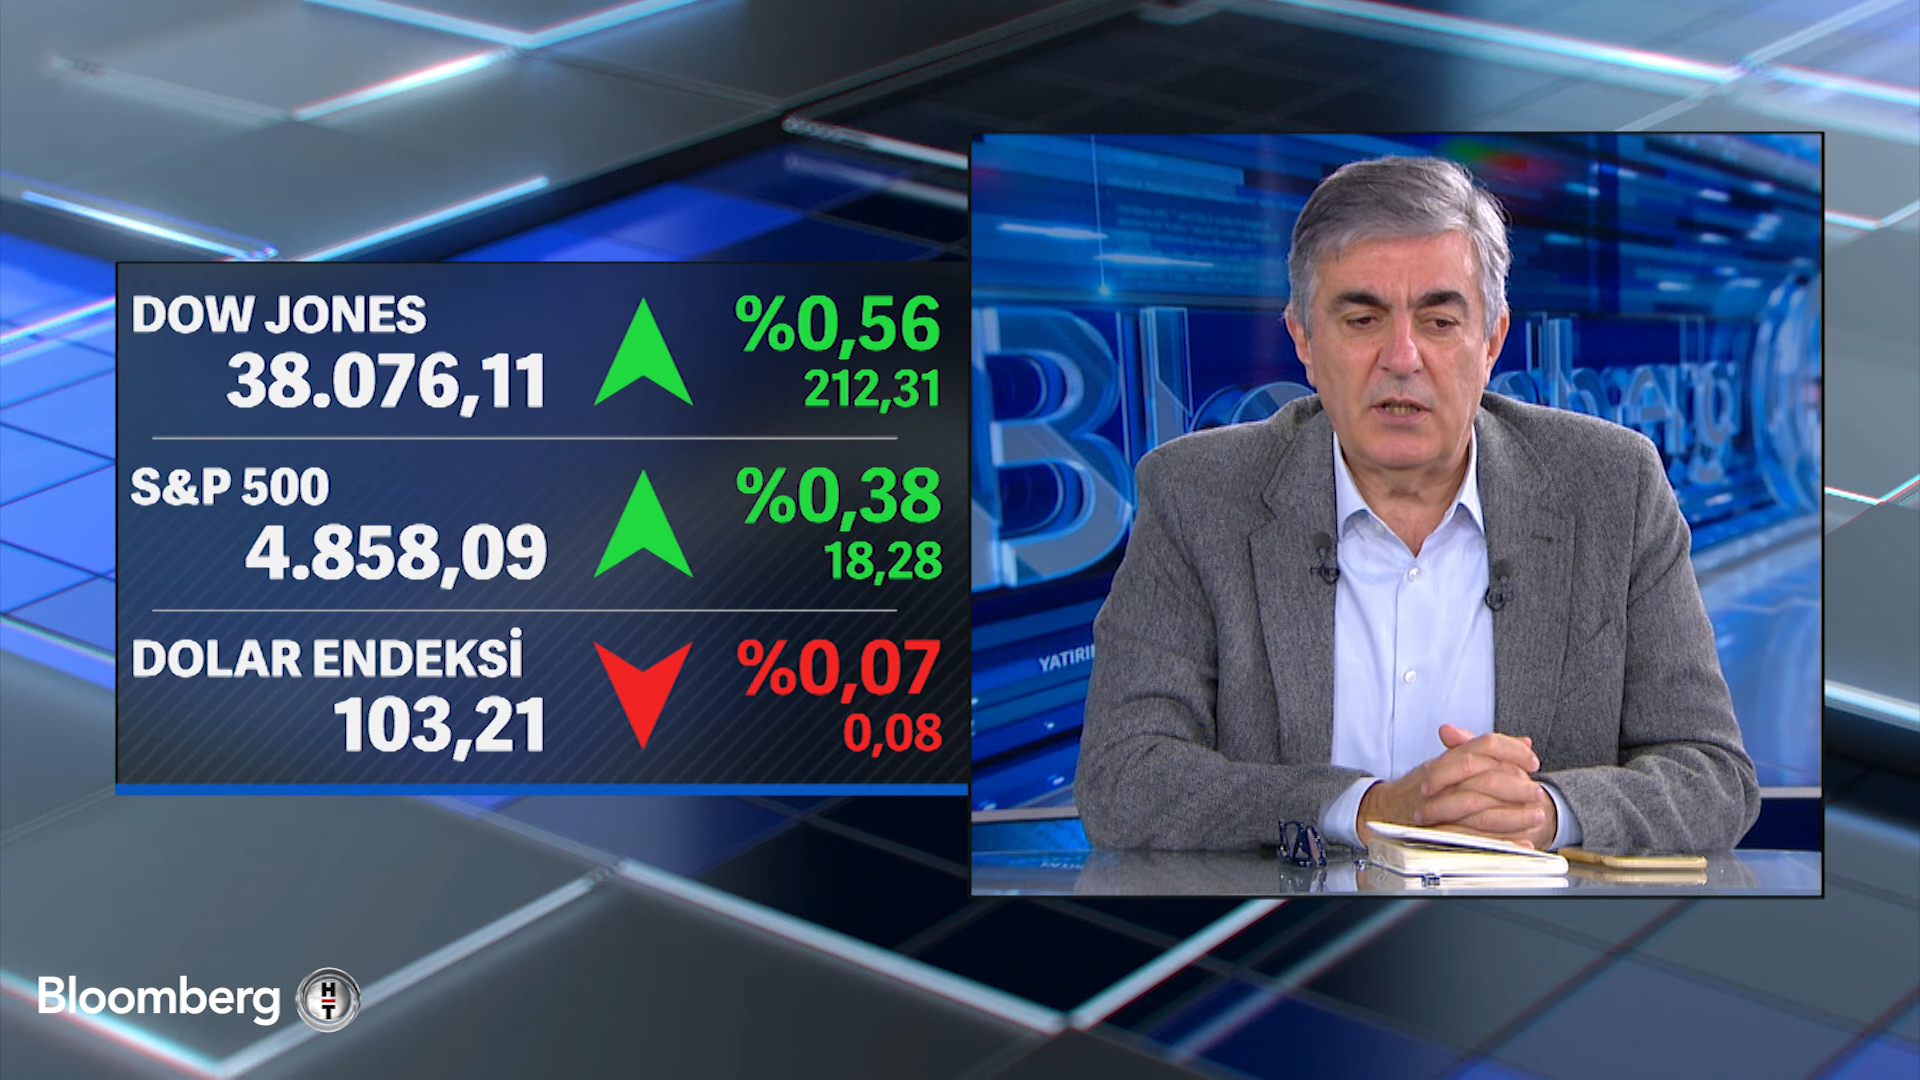 DOW JONES
38.076,11
%0,56
212,31
S&P 500
4.858,09
%0,38
18,28
DOLAR ENDEKSİ
103,21
%0,07
0,08
Bloomberg
YATIRI
Bloomberg HT